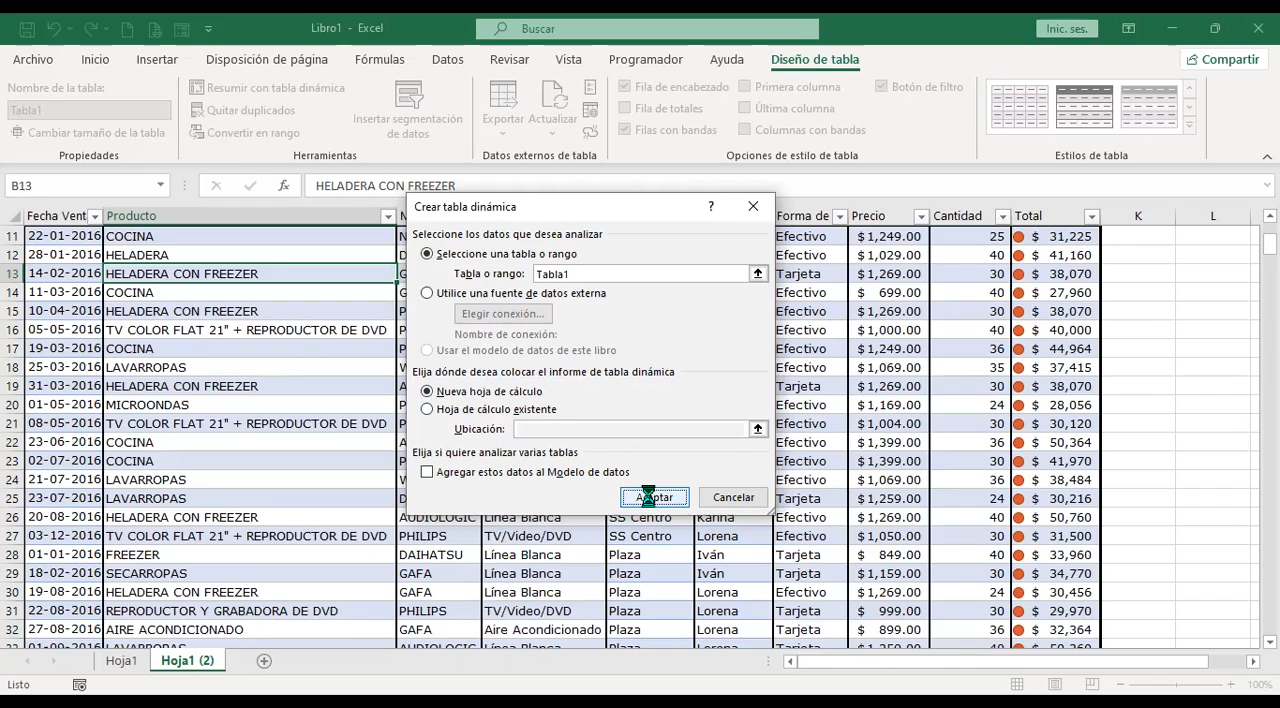 Libro1 - Excel
Buscar
Inic. ses.
Archivo Inicio Insertar Disposición de página Fórmulas Datos Revisar Vista Programador Ayuda Diseño de tabla Compartir
Nombre de la tabla:
Tabla1
Cambiar tamaño de la tabla
Propiedades
Resumir con tabla dinámica
Quitar duplicados
Convertir en rango
de datos
Herramientas
Exportar Actualizar
Datos externos de tabla
Fila de encabezado Primera columna Botón de filtro
Fila de totales Última columna
Filas con bandas Columnas con bandas
Opciones de estilo de tabla
Estilos de tabla
B13 fx HELADERA CON FREEZER
Crear tabla dinámica ?
Seleccione los datos que desea analizar
Seleccione una tabla o rango
Tabla o rango: Tabla1
Utilice una fuente de datos externa
Elegir conexión...
Nombre de conexión:
Usar el modelo de datos de este libro
Elija dónde desea colocar el informe de tabla dinámica
Nueva hoja de cálculo
Hoja de cálculo existente
Ubicación:
Elija si quiere analizar varias tablas
Agregar estos datos al Modelo de datos
Aceptar Cancelar
Fecha Vent Producto Forma de Precio Cantidad Total K L
11 22-01-2016 COCINA Efectivo $ 1,249.00 25 $ 31,225
12 28-01-2016 HELADERA D Efectivo $ 1,029.00 40 $ 41,160
13 14-02-2016 HELADERA CON FREEZER G Tarjeta $ 1,269.00 30 $ 38,070
14 11-03-2016 COCINA G Efectivo $ 699.00 40 $ 27,960
15 10-04-2016 HELADERA CON FREEZER P Efectivo $ 1,269.00 30 $ 38,070
16 05-05-2016 TV COLOR FLAT 21" + REPRODUCTOR DE DVD P Efectivo $ 1,000.00 40 $ 40,000
17 19-03-2016 COCINA P Efectivo $ 1,249.00 36 $ 44,964
18 25-03-2016 LAVARROPAS W Efectivo $ 1,069.00 35 $ 37,415
19 31-03-2016 HELADERA CON FREEZER G Tarjeta $ 1,269.00 30 $ 38,070
20 01-05-2016 MICROONDAS P Efectivo $ 1,169.00 24 $ 28,056
21 08-05-2016 TV COLOR FLAT 21" + REPRODUCTOR DE DVD P Efectivo $ 1,004.00 30 $ 30,120
22 23-06-2016 COCINA Efectivo $ 1,399.00 36 $ 50,364
23 02-07-2016 COCINA P Efectivo $ 1,399.00 30 $ 41,970
24 21-07-2016 LAVARROPAS W Efectivo $ 1,069.00 36 $ 38,484
25 23-07-2016 LAVARROPAS Tarjeta $ 1,259.00 24 $ 30,216
26 20-08-2016 HELADERA CON FREEZER AUDIOLOGIC Línea Blanca SS Centro Karina Efectivo $ 1,269.00 40 $ 50,760
27 03-12-2016 TV COLOR FLAT 21" + REPRODUCTOR DE DVD PHILIPS TV/Video/DVD SS Centro Lorena Efectivo $ 1,050.00 30 $ 31,500
28 01-01-2016 FREEZER DAIHATSU Línea Blanca Plaza Iván Tarjeta $ 849.00 40 $ 33,960
29 18-02-2016 SECARROPAS GAFA Línea Blanca Plaza Iván Tarjeta $ 1,159.00 30 $ 34,770
30 19-08-2016 HELADERA CON FREEZER GAFA Línea Blanca Plaza Lorena Tarjeta $ 1,269.00 24 $ 30,456
31 22-08-2016 REPRODUCTOR Y GRABADORA DE DVD PHILIPS TV/Video/DVD Plaza Lorena Tarjeta $ 999.00 30 $ 29,970
32 27-08-2016 AIRE ACONDICIONADO GAFA Aire Acondicionado Plaza Lorena Tarjeta $ 899.00 36 $ 32,364
Hoja1 Hoja1 (2)
Listo 100%